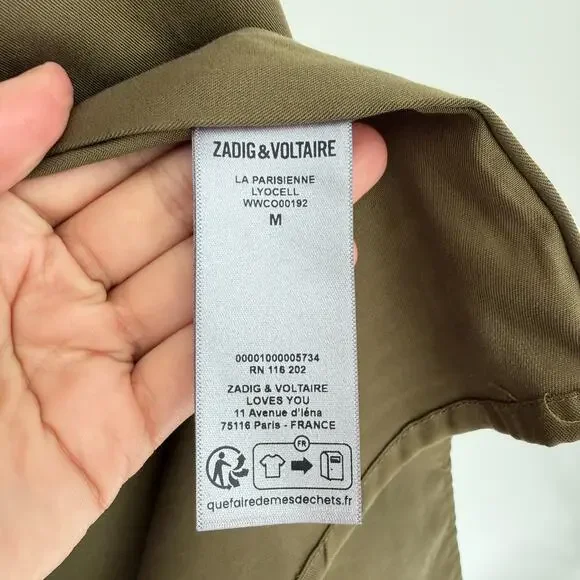 ZADIG&VOLTAIRE
LA PARISIENNE
LYOCELL
WWCO00192
M
00001000005734
RN 116 202
ZADIG & VOLTAIRE
LOVES YOU
11 Avenue d'iéna
75116 Paris - FRANCE
FR
quefairedemesdechets.fr